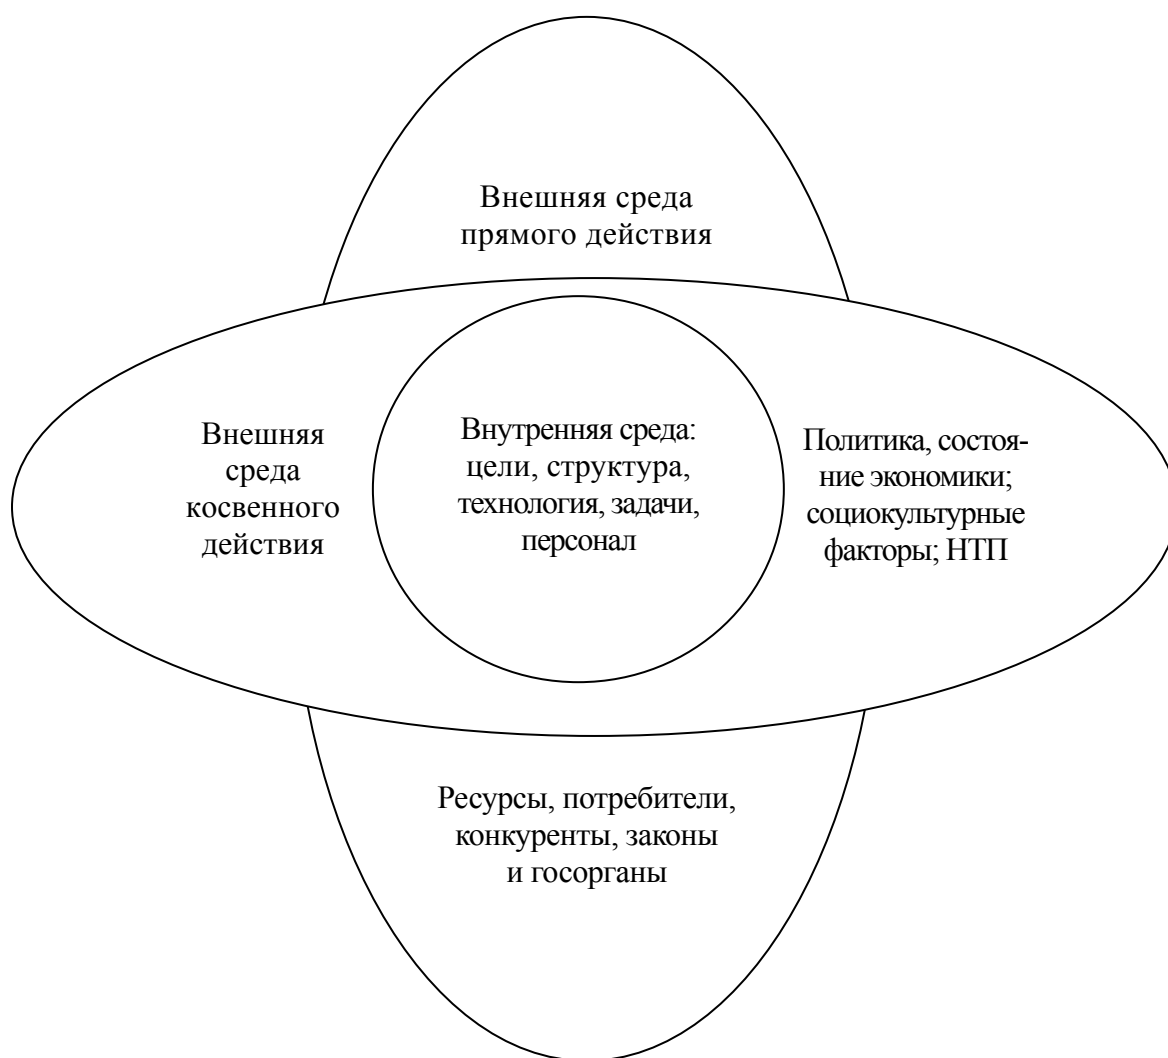 Внешняя среда
прямого действия
Внешняя
среда
косвенного
действия
Внутренняя среда:
цели, структура,
технология, задачи,
персонал
Политика, состоя-
ние экономики;
социокультурные
факторы; НТП
Ресурсы, потребители,
конкуренты, законы
и госорганы